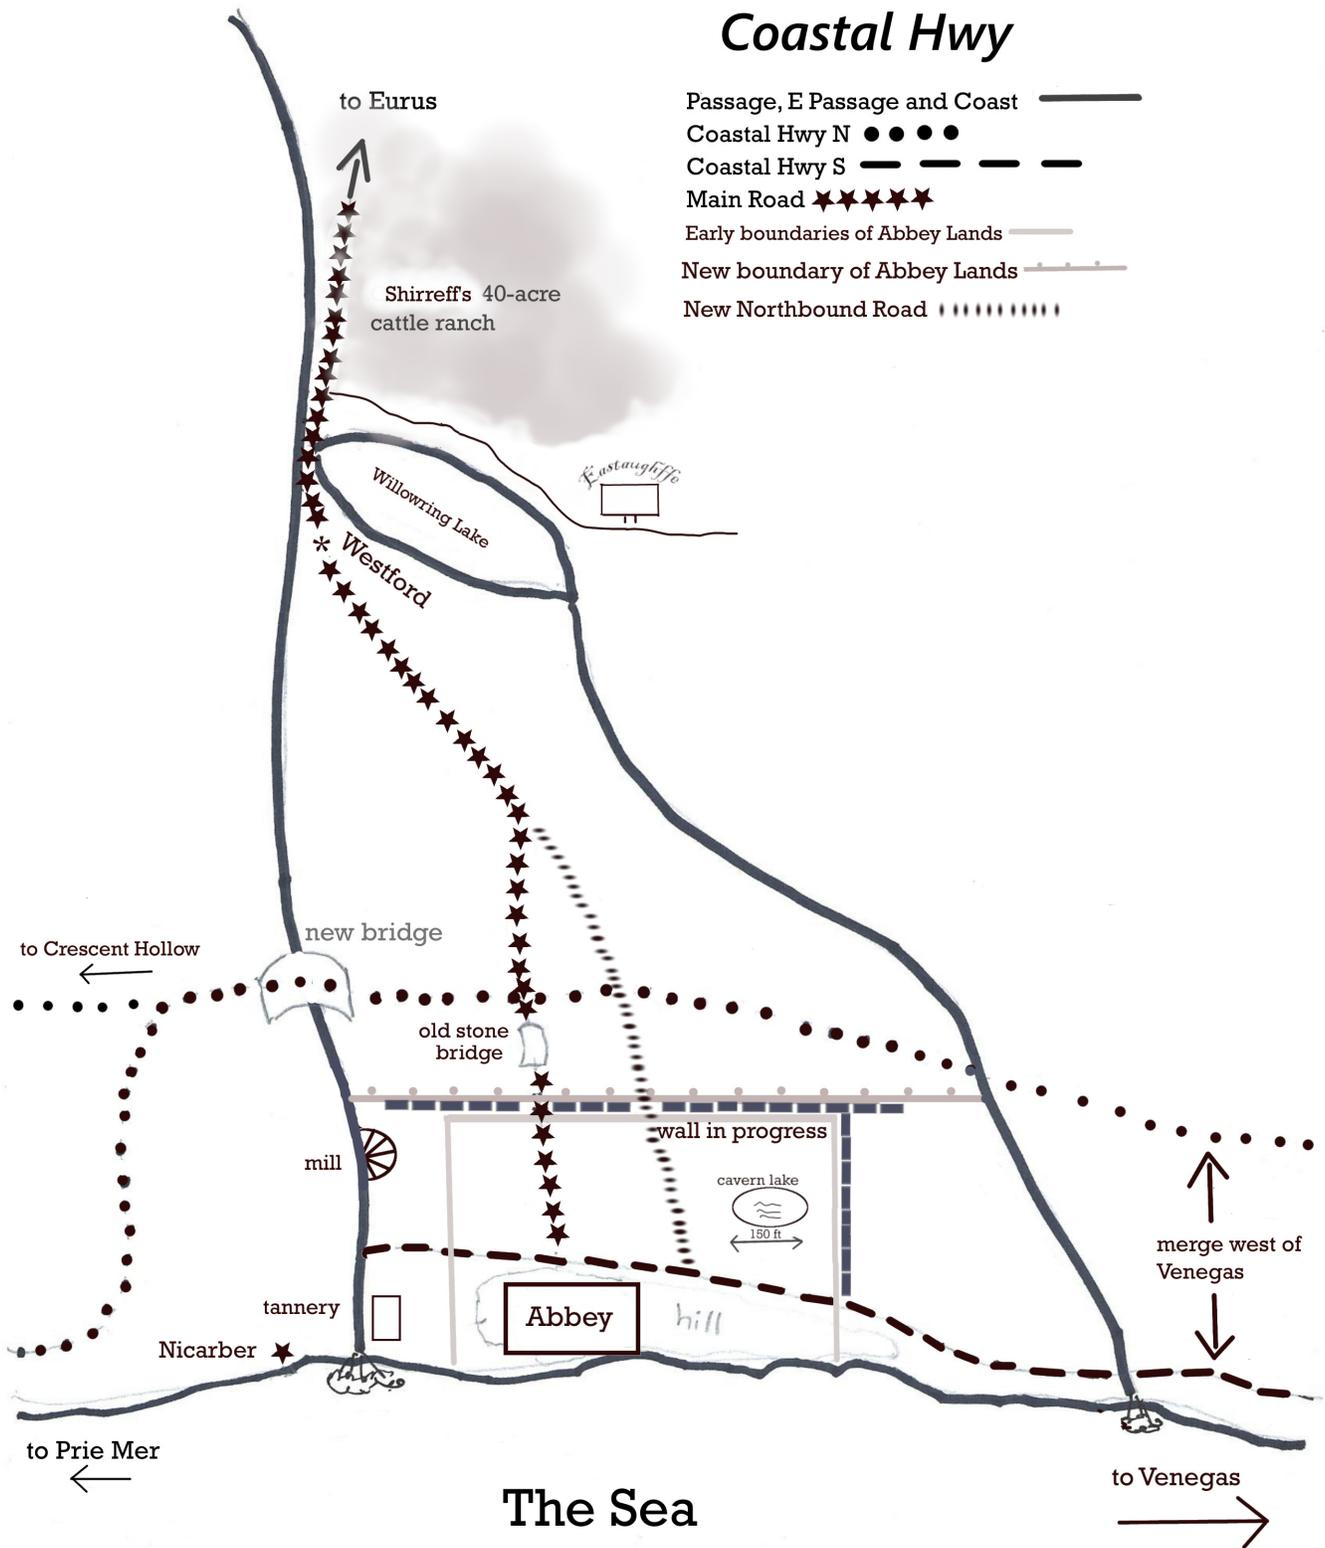 Coastal Hwy
Passage, E Passage and Coast
Coastal Hwy N
Coastal Hwy S
Main Road
Early boundaries of Abbey Lands
New boundary of Abbey Lands
New Northbound Road
to Eurus
Shirreff's 40-acre
cattle ranch
Eastaughffe
Willowring Lake
* Westford
new bridge
to Crescent Hollow
old stone
bridge
wall in progress
mill
cavern lake
150 ft
merge west of
Venegas
tannery
Abbey
hill
Nicarber
to Prie Mer
to Venegas
The Sea